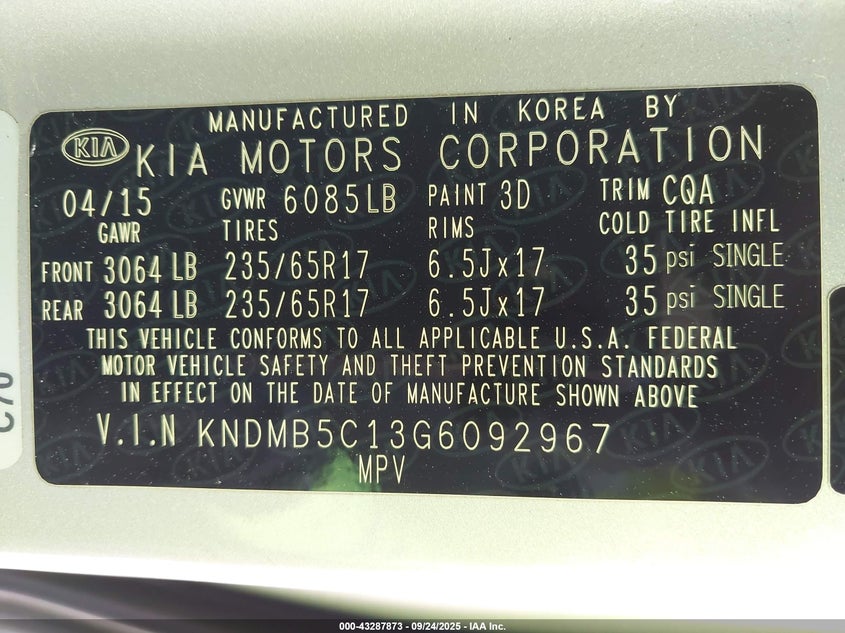 MANUFACTURED IN KOREA BY
KIA KIA MOTORS CORPORATION
04/15 GVWR 6085LB PAINT 3D TRIM CQA
GAWR TIRES RIMS COLD TIRE INFL
FRONT 3064 LB 235/65R17 6.5Jx17 35 psi SINGLE
REAR 3064 LB 235/65R17 6.5Jx17 35 psi SINGLE
THIS VEHICLE CONFORMS TO ALL APPLICABLE U.S.A. FEDERAL
MOTOR VEHICLE SAFETY AND THEFT PREVENTION STANDARDS
IN EFFECT ON THE DATE OF MANUFACTURE SHOWN ABOVE
V.I.N KNDMB5C13G6092967
MPV
000-43287873 - 09/24/2025 - IAA Inc.